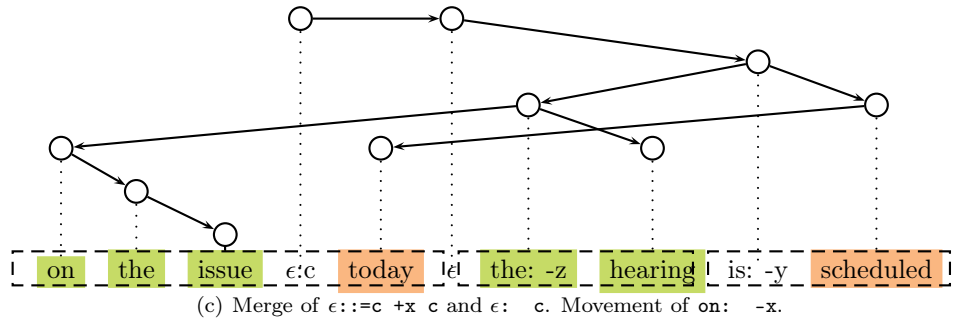 on the issue ϵ:c today ϵ the: -z hearing is: -y scheduled
(c) Merge of ϵ::=c +x c and ϵ: c. Movement of on: -x.